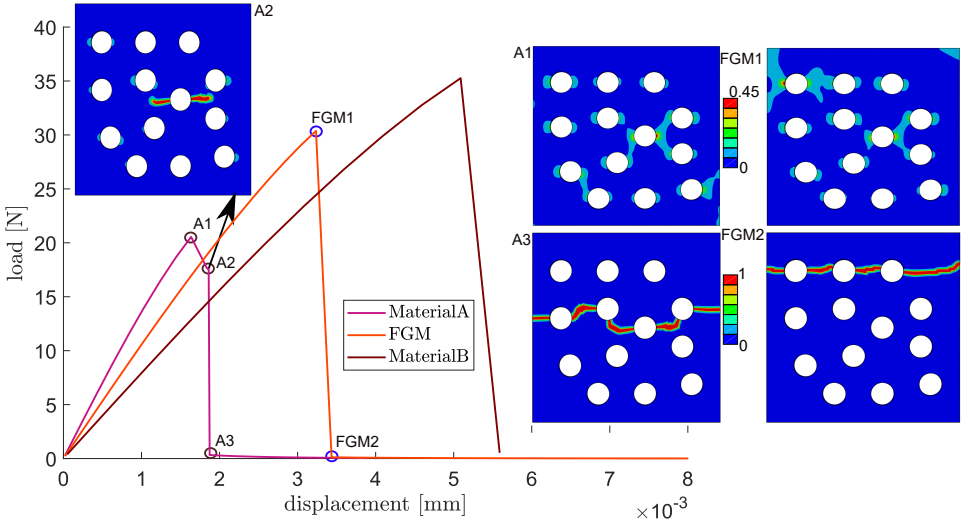 A2
A1
FGM1
0.45
0
A3
FGM2
1
0
load [N]
40
35
30
25
20
15
10
5
0
FGM1
A1
A2
A3
FGM2
MaterialA
FGM
MaterialB
0
1
2
3
4
5
6
7
8
displacement [mm]
×10⁻³